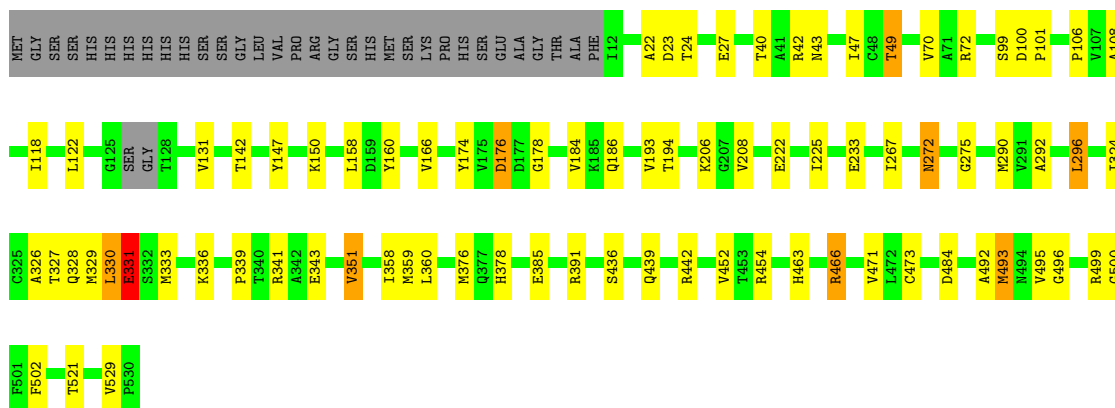 MET GLY SER SER HIS HIS HIS HIS HIS HIS SER SER GLY LEU VAL PRO ARG GLY SER HIS MET SER LYS PRO HIS SER GLU ALA GLY THR ALA PHE I12 A22 D23 T24 E27 T40 A41 R42 N43 I47 C48 T49 V70 A71 R72 S99 D100 P101 P106 V107 A108
I118 L122 G125 SER GLY T128 V131 T142 Y147 K150 L158 D159 Y160 V166 Y174 V175 D176 D177 G178 V184 K185 Q186 V193 T194 K206 G207 V208 E222 I225 E233 I267 N272 G275 M290 V291 A292 L296
C325 A326 T327 Q328 M329 L330 E331 S332 M333 K336 P339 T340 R341 A342 E343 V351 I358 M359 L360 M376 Q377 H378 E385 R391 S436 Q439 R442 V452 T453 R454 H463 R466 V471 L472 C473 D484 A492 M493 N494 V495 G496 R499
F501 F502 T521 V529 P530